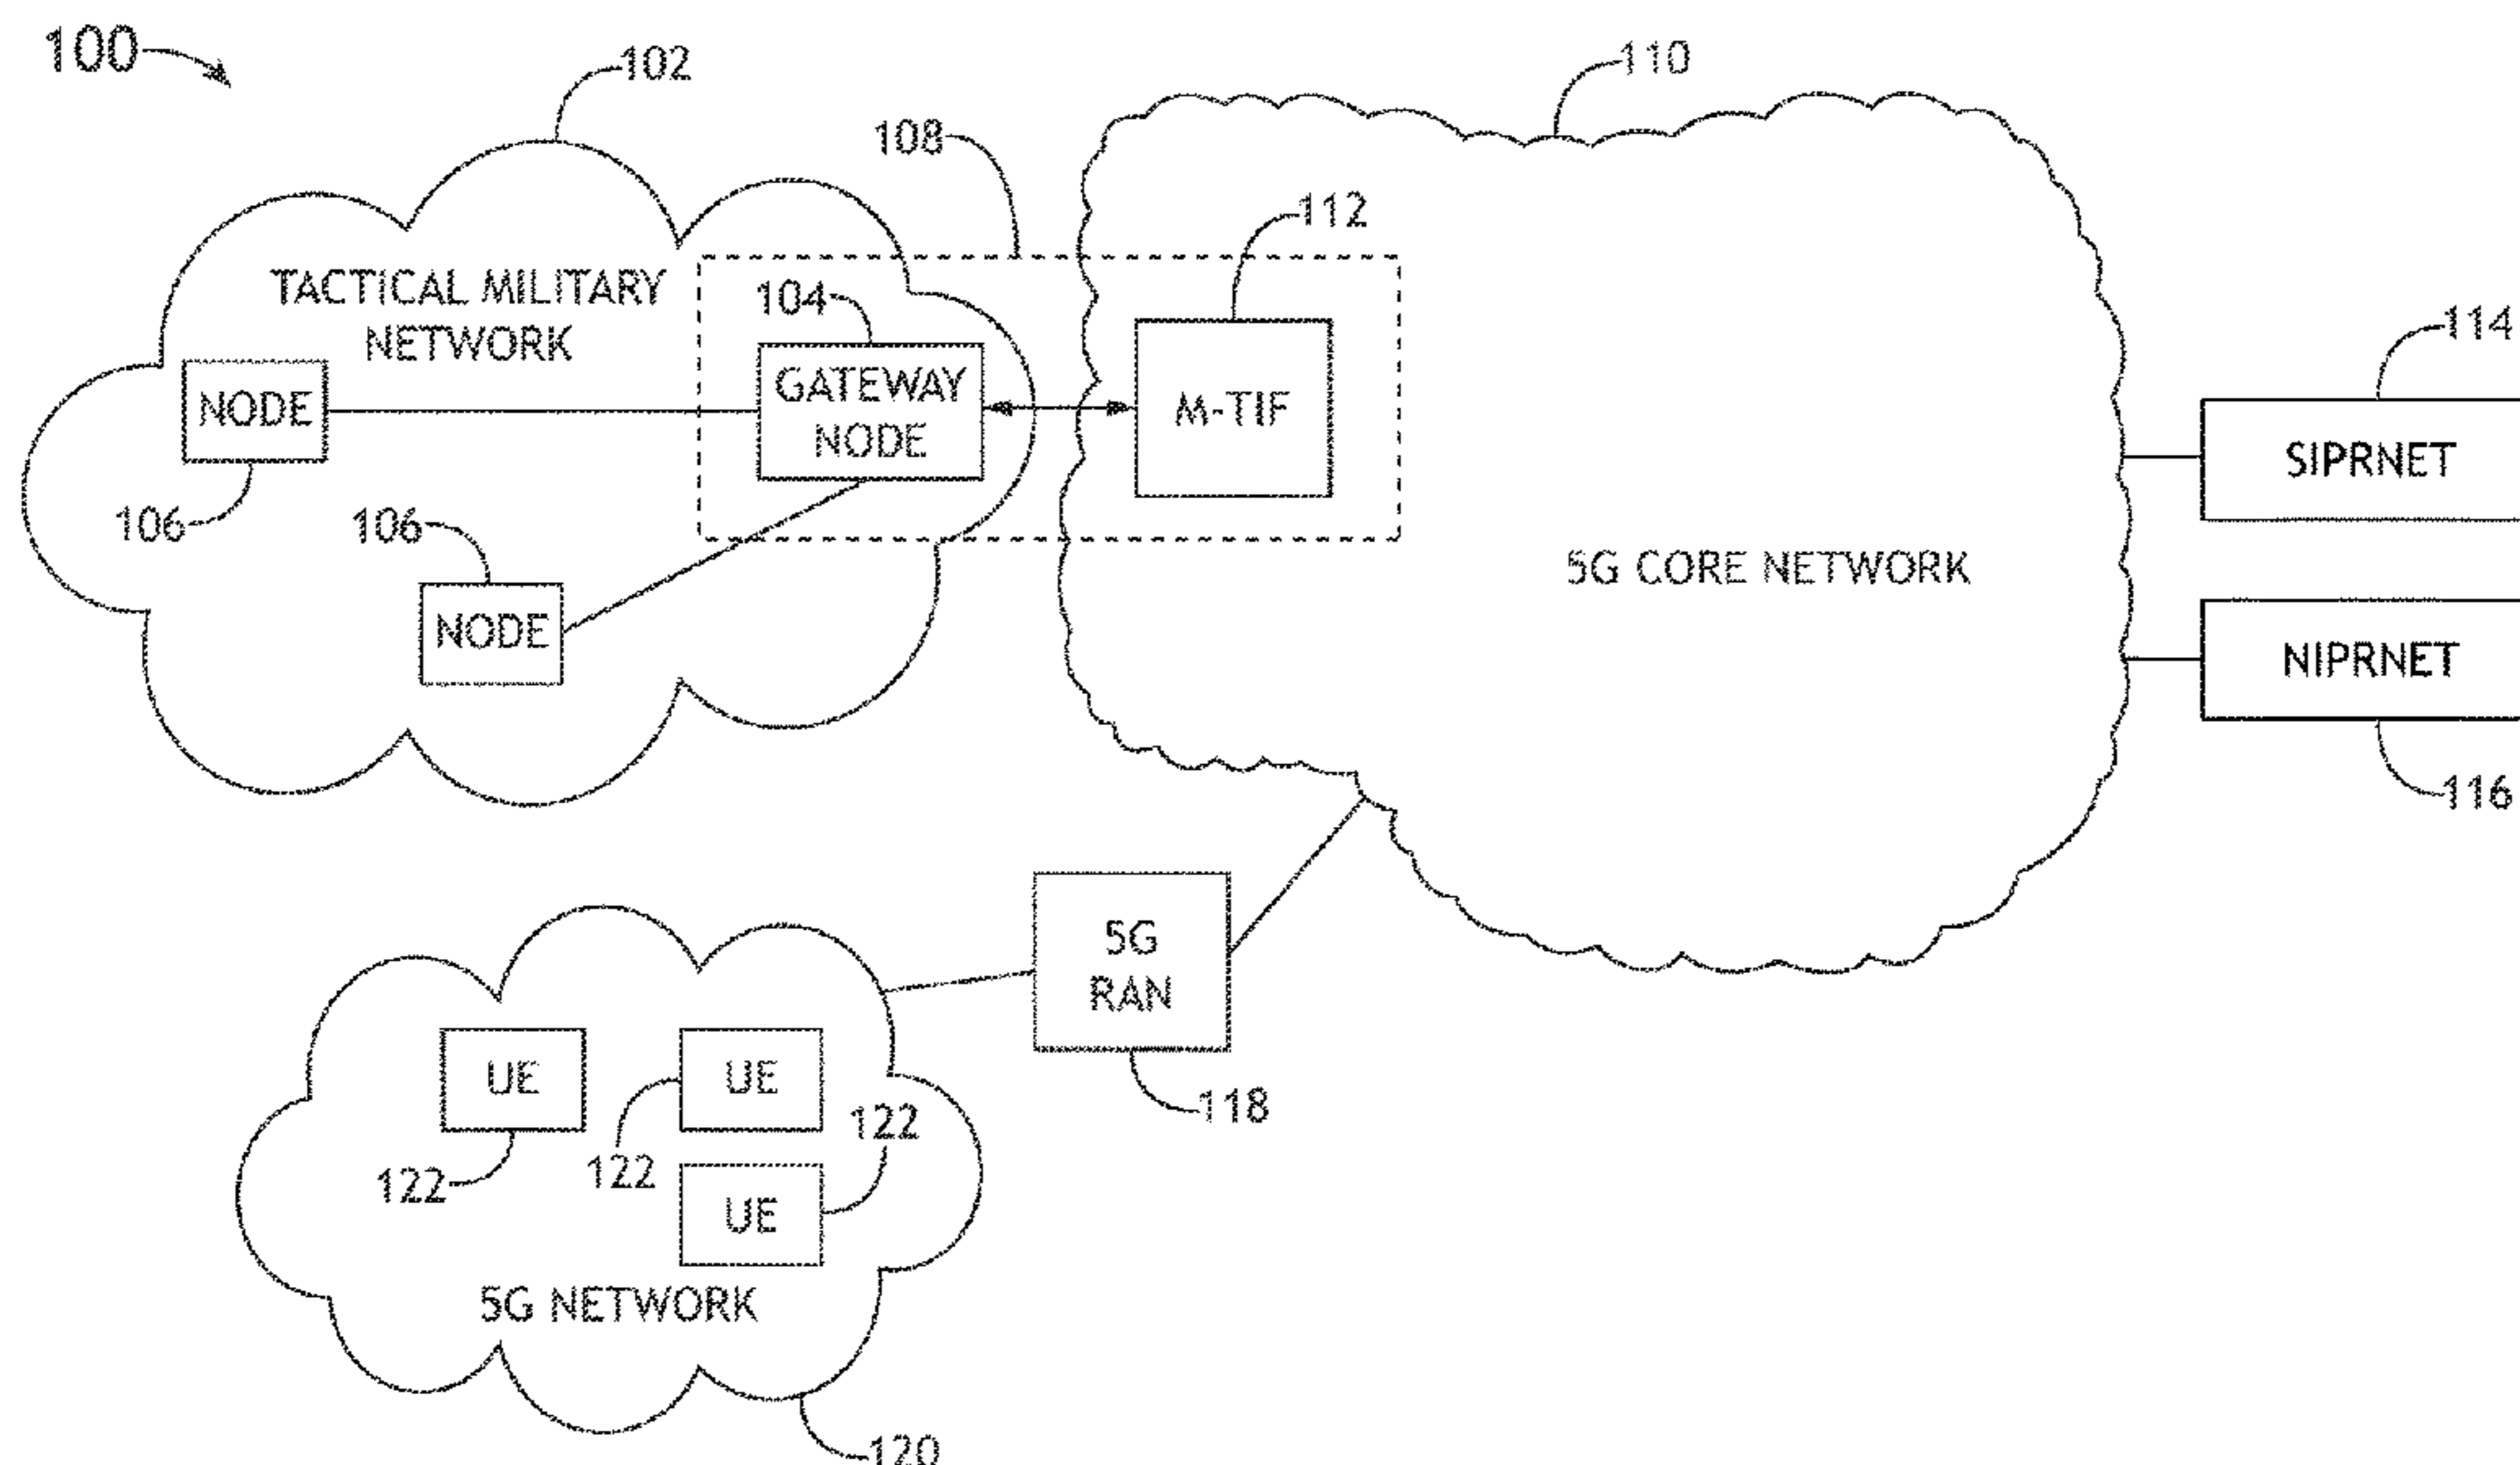 100
102
110
108
112
TACTICAL MILITARY
NETWORK
104
114
GATEWAY
NODE
NODE
M-TIF
SIPRNET
106
106
5G CORE NETWORK
NODE
NIPRNET
116
5G
RAN
UE
UE
118
122
122
122
UE
5G NETWORK
120